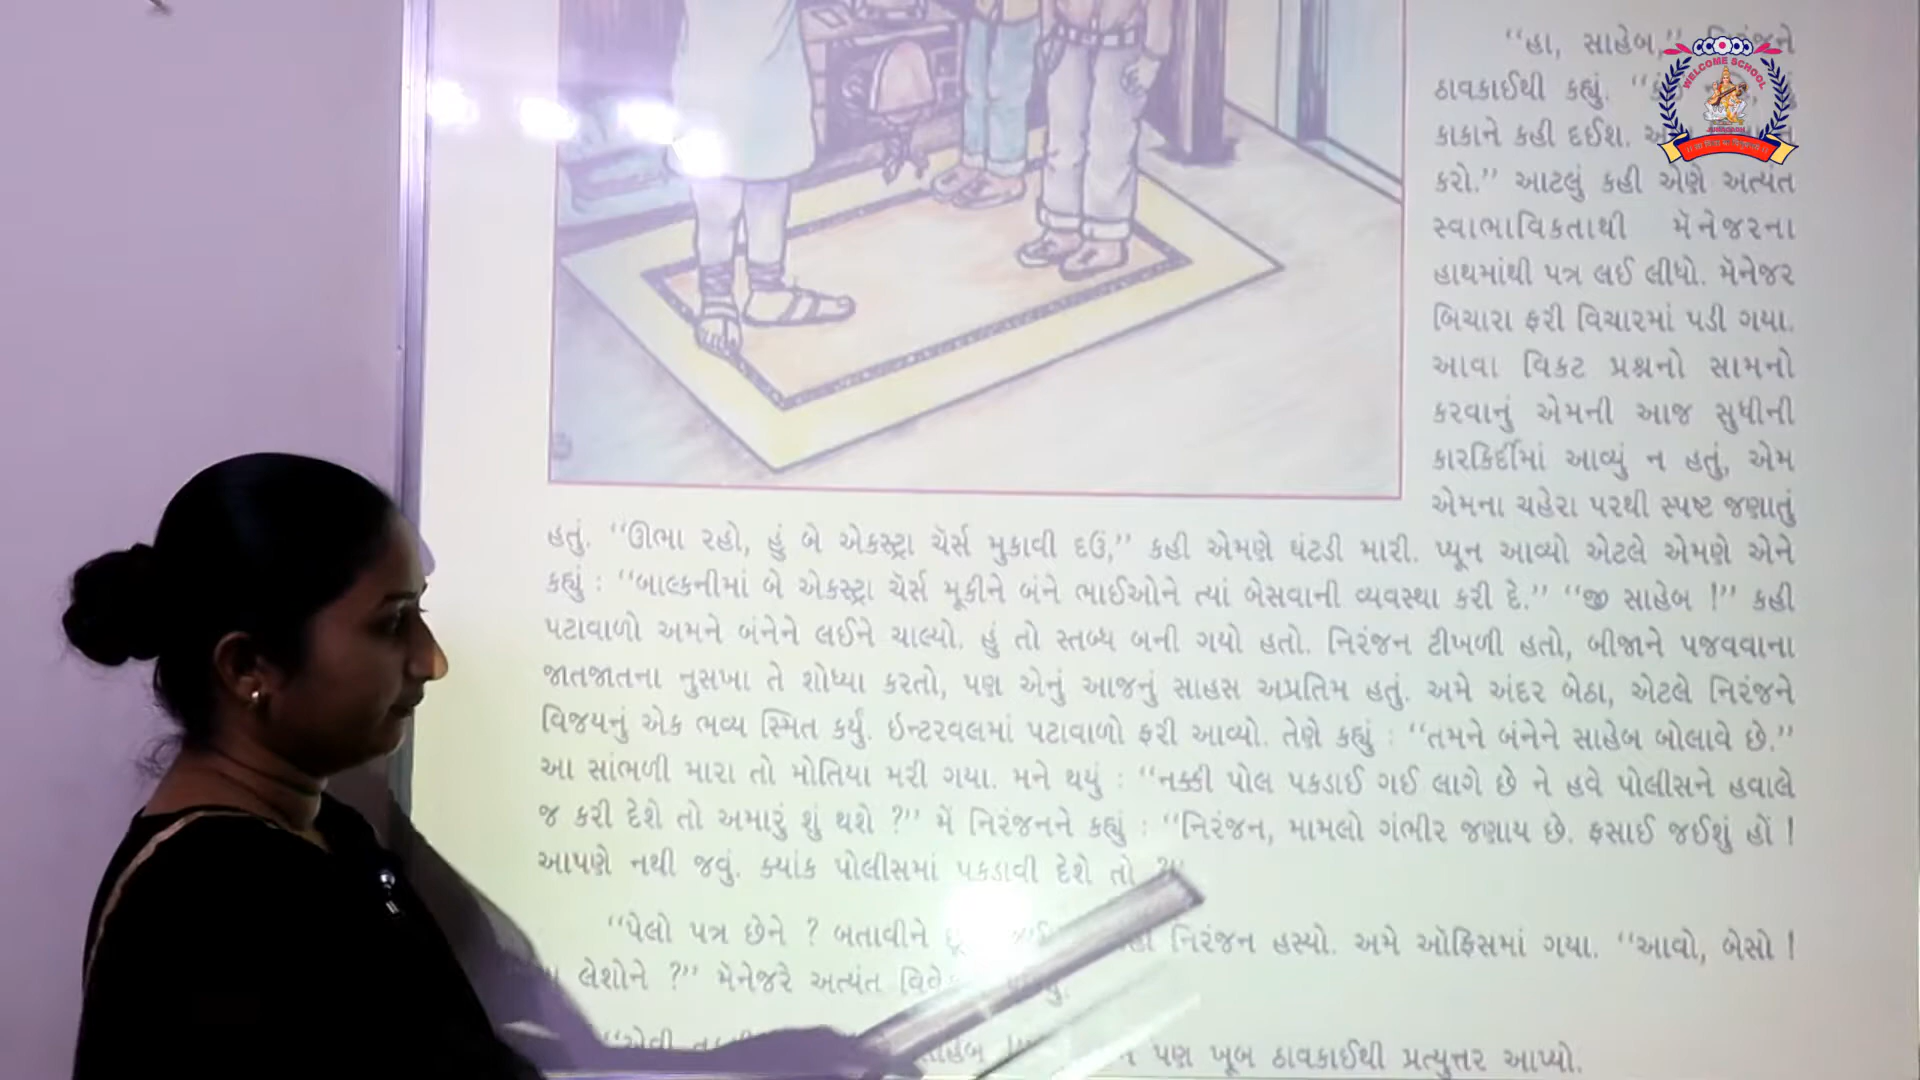 “હા, સાહેબ,”
ઠાવકાઈથી કહ્યું.
કાકાને કહી દઈશ.
કરો.” આટલું કહી એણે અત્યંત
સ્વાભાવિકતાથી મૅનેજરના
હાથમાંથી પત્ર લઈ લીધો. મૅનેજર
બિચારા ફરી વિચારમાં પડી ગયા.
આવા વિકટ પ્રશ્નનો સામનો
કરવાનું એમની આજ સુધીની
કારકિર્દીમાં આવ્યું ન હતું, એમ
એમના ચહેરા પરથી સ્પષ્ટ જણાતું
હતું. “ઊભા રહો, હું બે એકસ્ટ્રા ચૅર્સ મુકાવી દઉં,” કહી એમણે ઘંટડી મારી. પ્યૂન આવ્યો એટલે એમણે એને
કહ્યું : “બાલ્કનીમાં બે એકસ્ટ્રા ચૅર્સ મૂકીને બંને ભાઈઓને ત્યાં બેસવાની વ્યવસ્થા કરી દે.” “જી સાહેબ !” કહી
પટાવાળો અમને બંનેને લઈને ચાલ્યો. હું તો સ્તબ્ધ બની ગયો હતો. નિરંજન ટીખળી હતો, બીજાને પજવવાના
જાતજાતના નુસખા તે શોધ્યા કરતો, પણ એનું આજનું સાહસ અપ્રતિમ હતું. અમે અંદર બેઠા, એટલે નિરંજને
વિજયનું એક ભવ્ય સ્મિત કર્યું. ઇન્ટરવલમાં પટાવાળો ફરી આવ્યો. તેણે કહ્યું : “તમને બંનેને સાહેબ બોલાવે છે.”
આ સાંભળી મારા તો મોતિયા મરી ગયા. મને થયું : “નક્કી પોલ પકડાઈ ગઈ લાગે છે ને હવે પોલીસને હવાલે
જ કરી દેશે તો અમારું શું થશે ?” મેં નિરંજનને કહ્યું : “નિરંજન, મામલો ગંભીર જણાય છે. ફસાઈ જઈશું હોં !
આપણે નથી જવું. ક્યાંક પોલીસમાં પકડાવી દેશે તો ?”
“પેલો પત્ર છેને ? બતાવીને નિરંજન હસ્યો. અમે ઑફિસમાં ગયા. “આવો, બેસો !
લેશોને ?” મૅનેજરે અત્યંત
સાહેબ પણ ખૂબ ઠાવકાઈથી પ્રત્યુત્તર આપ્યો.
WELCOME SCHOOL